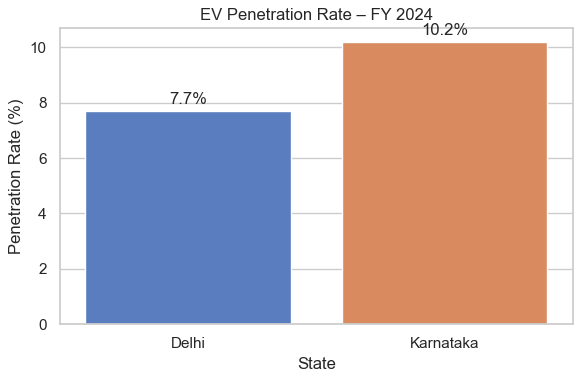 EV Penetration Rate – FY 2024
10.2%
10
7.7%
8
Penetration Rate (%)
6
4
2
0
Delhi
Karnataka
State